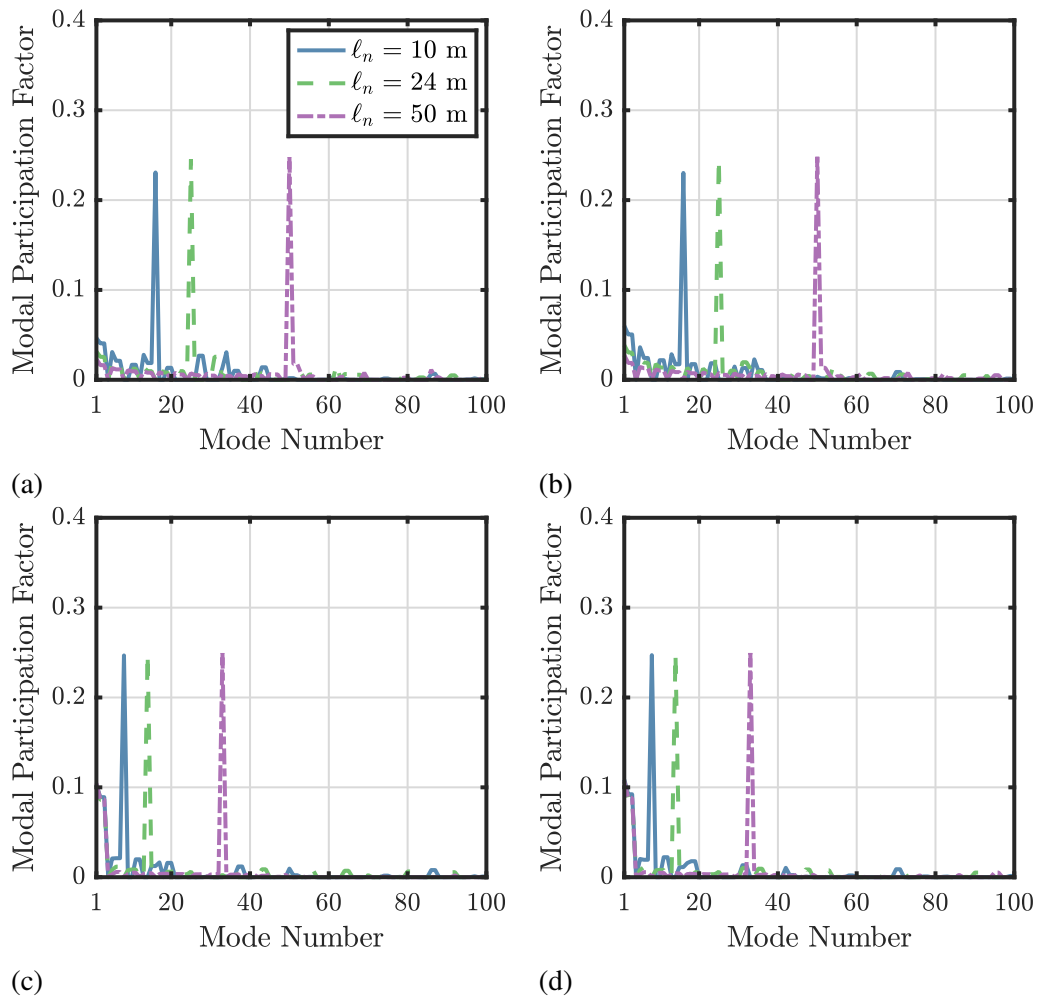 0.4
0.3
0.2
0.1
0
Modal Participation Factor
ℓn = 10 m
ℓn = 24 m
ℓn = 50 m
1 20 40 60 80 100
Mode Number
(a)
0.4
0.3
0.2
0.1
0
Modal Participation Factor
1 20 40 60 80 100
Mode Number
(b)
0.4
0.3
0.2
0.1
0
Modal Participation Factor
1 20 40 60 80 100
Mode Number
(c)
0.4
0.3
0.2
0.1
0
Modal Participation Factor
1 20 40 60 80 100
Mode Number
(d)